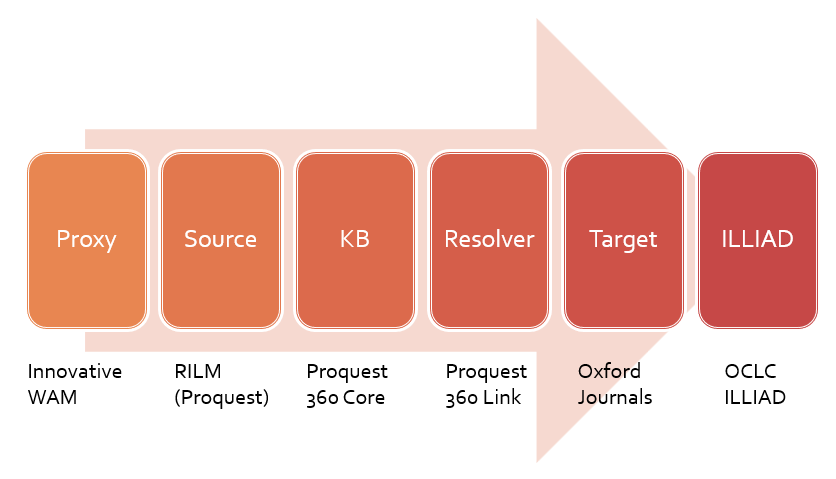 Proxy
Source
KB
Resolver
Target
ILLIAD
Innovative
WAM
RILM
(Proquest)
Proquest
360 Core
Proquest
360 Link
Oxford
Journals
OCLC
ILLIAD